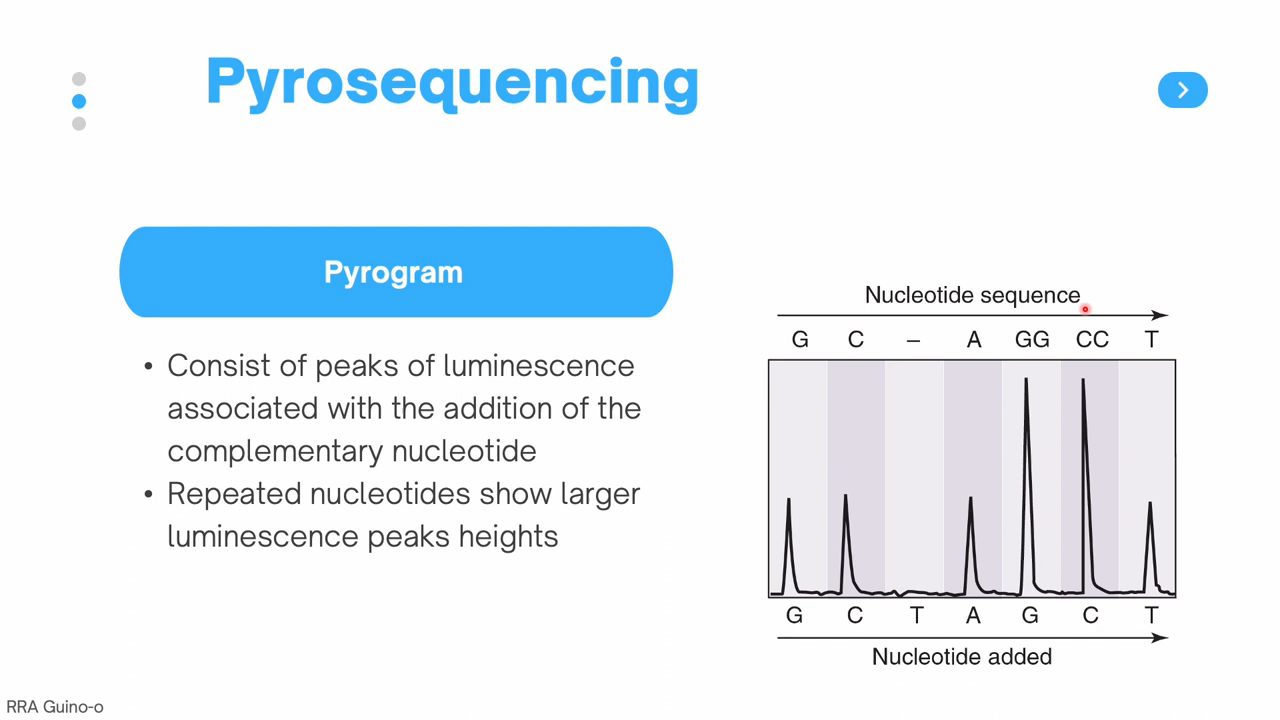 Pyrosequencing
Pyrogram
• Consist of peaks of luminescence
associated with the addition of the
complementary nucleotide
• Repeated nucleotides show larger
luminescence peaks heights
Nucleotide sequence
G C – A GG CC T
G C T A G C T
Nucleotide added
RRA Guino-o